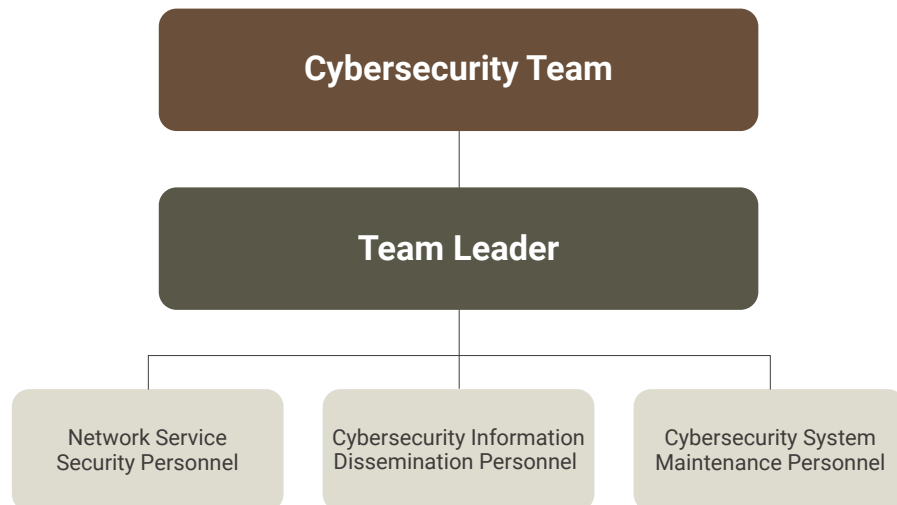 Cybersecurity Team
Team Leader
Network Service
Security Personnel
Cybersecurity Information
Dissemination Personnel
Cybersecurity System
Maintenance Personnel